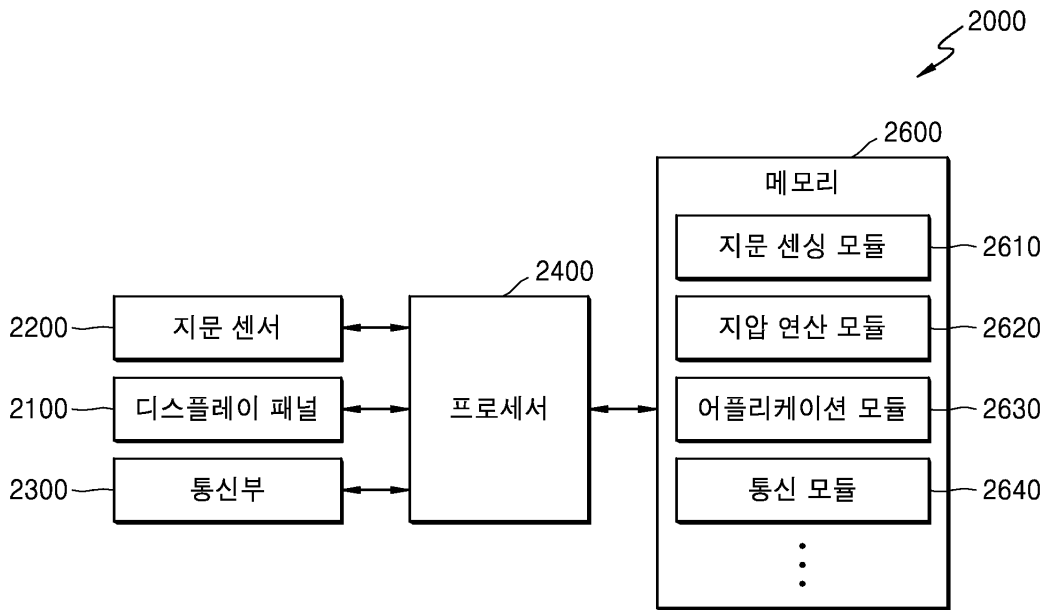 2000
2600
메모리
지문 센싱 모듈
2610
2400
2200
지문 센서
지압 연산 모듈
2620
2100
디스플레이 패널
프로세서
어플리케이션 모듈
2630
2300
통신부
통신 모듈
2640